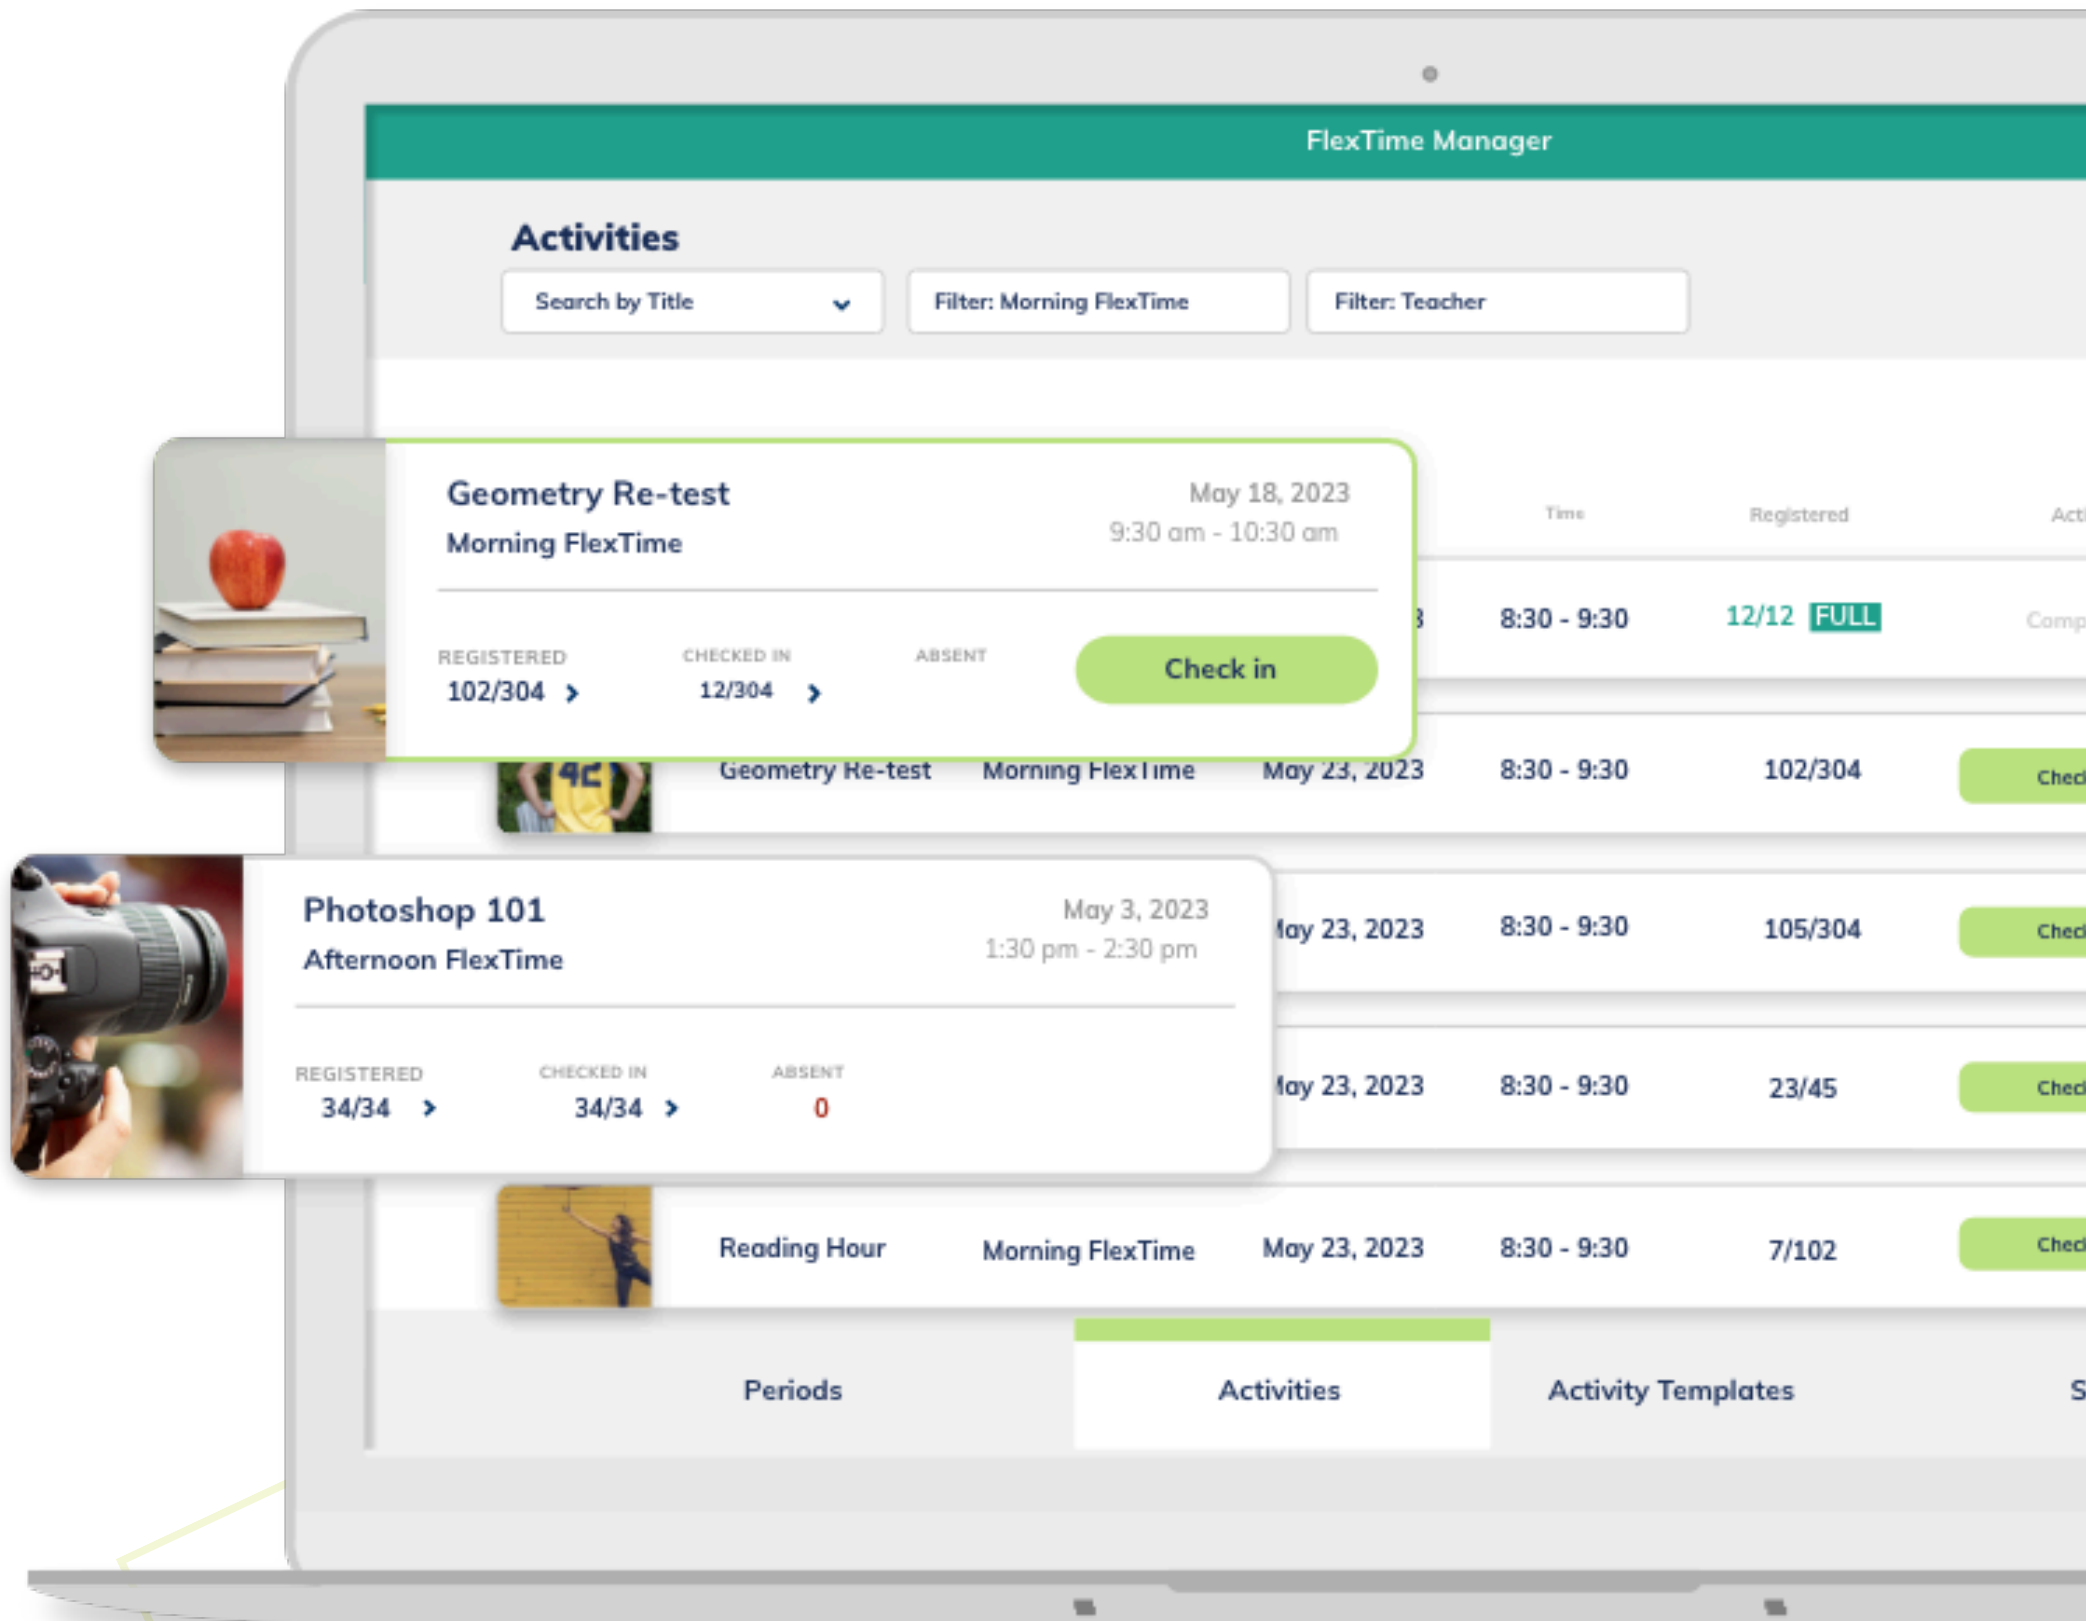 FlexTime Manager
Activities
Search by Title
Filter: Morning FlexTime
Filter: Teacher
Time
Registered
Geometry Re-test
May 18, 2023
Morning FlexTime
9:30 am - 10:30 am
REGISTERED
CHECKED IN
ABSENT
102/304
12/304
Check in
8:30 - 9:30
12/12 FULL
42
Geometry Re-test
Morning FlexTime
May 23, 2023
8:30 - 9:30
102/304
Photoshop 101
May 3, 2023
Afternoon FlexTime
1:30 pm - 2:30 pm
REGISTERED
CHECKED IN
ABSENT
34/34
34/34
0
23, 2023
8:30 - 9:30
105/304
23, 2023
8:30 - 9:30
23/45
Reading Hour
Morning FlexTime
May 23, 2023
8:30 - 9:30
7/102
Periods
Activities
Activity Templates